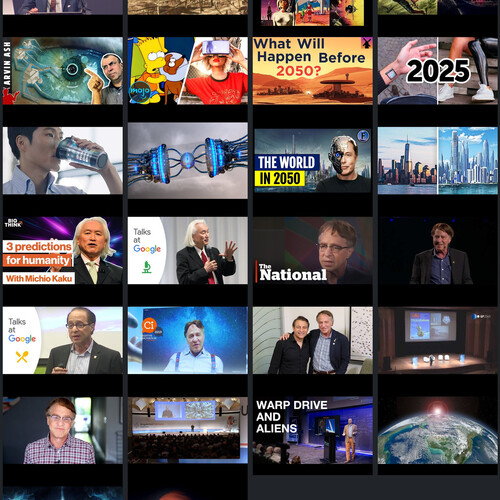 ARVIN ASH
MOJO
What Will
Happen Before
2050?
2025
THE WORLD
IN 2050
BIG
THINK
3 predictions
for humanity
With Michio Kaku
Talks
at
Google
The
National
Talks
at
Google
C1
WARP DRIVE
AND
ALIENS